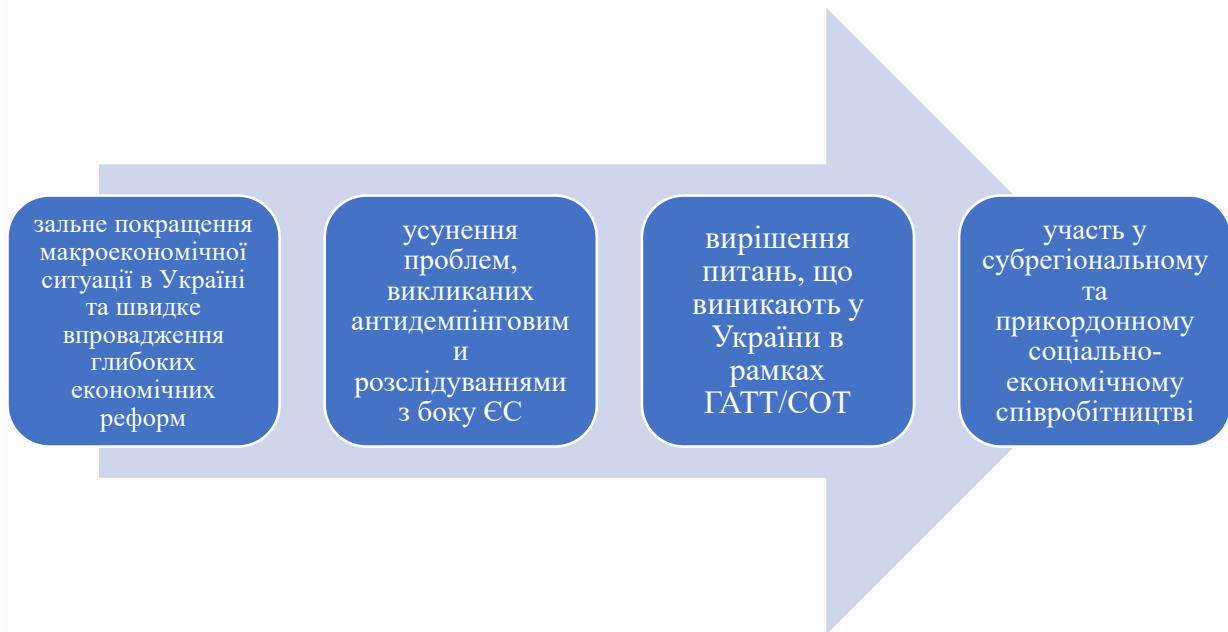 зальне покращення
макроекономічної
ситуації в Україні
та швидке
впровадження
глибоких
економічних
реформ
усунення
проблем,
викликаних
антидемпінговим
и
розслідуваннями
з боку ЄС
вирішення
питань, що
виникають у
України в
рамках
ГАТТ/СОТ
участь у
субрегіональному
та
прикордонному
соціально-
економічному
співробітництві